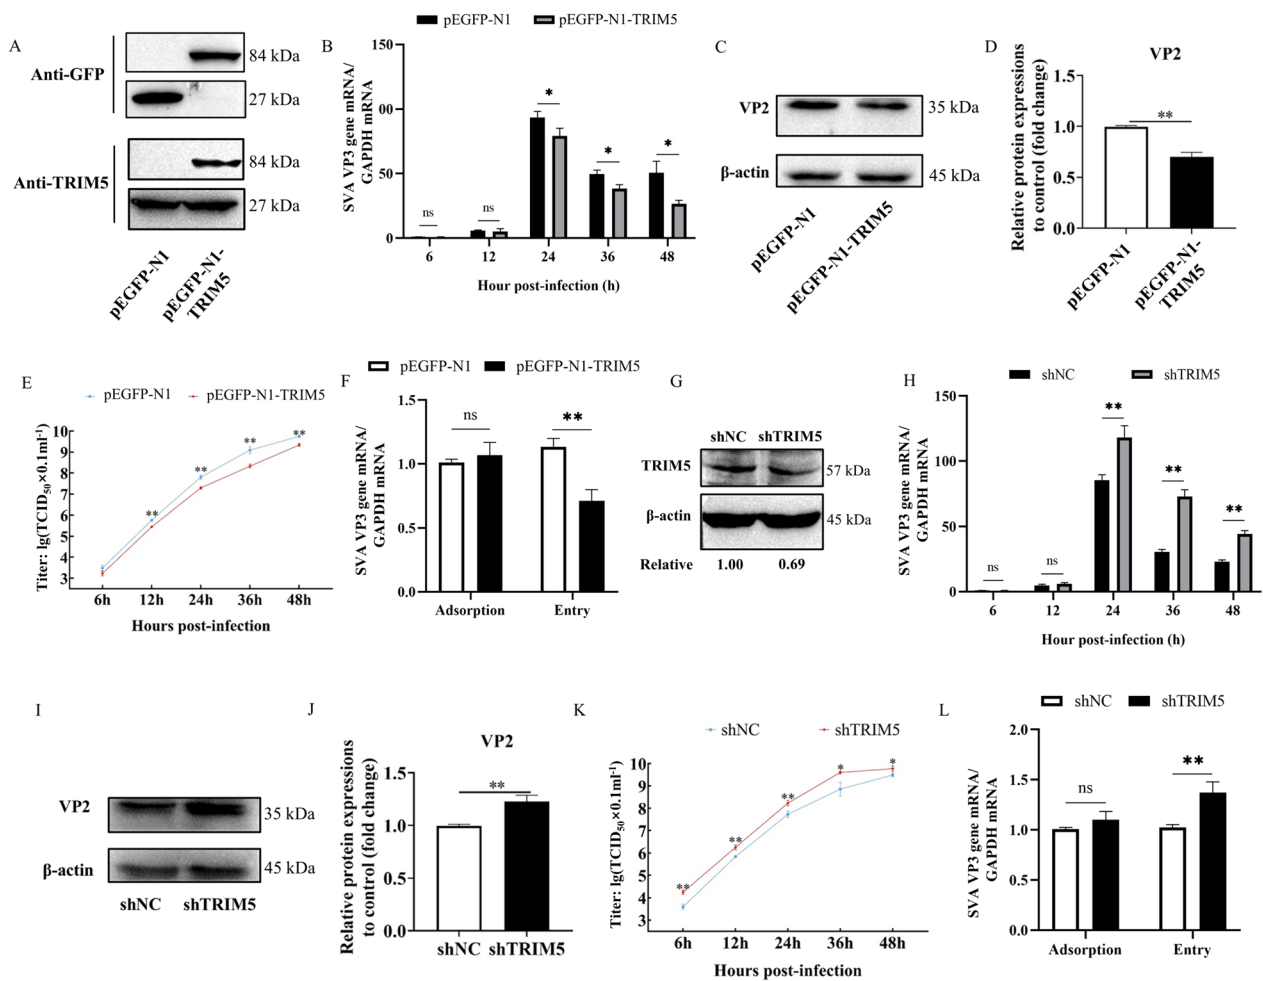 A
Anti-GFP
84 kDa
27 kDa
Anti-TRIM5
84 kDa
27 kDa
pEGFP-N1
pEGFP-N1-
TRIM5
B
pEGFP-N1
pEGFP-N1-TRIM5
SVA VP3 gene mRNA/
GAPDH mRNA
150
00
50
0
ns
ns
*
*
*
6
12
24
36
48
Hour post-infection (h)
C
VP2
35 kDa
β-actin
45 kDa
pEGFP-N1
pEGFP-N1-TRIM5
D
VP2
Relative protein expressions
to control (fold change)
1.5
1.0
0.5
0.0
**
pEGFP-N1
pEGFP-N1-
TRIM5
E
pEGFP-N1
pEGFP-N1-TRIM5
Titer: lg(TCID50×0.1ml-1)
10
9
8
7
6
5
4
3
**
**
**
**
6h
12h
24h
36h
48h
Hours post-infection
F
pEGFP-N1
pEGFP-N1-TRIM5
SVA VP3 gene mRNA/
GAPDH mRNA
1.5
1.0
0.5
0.0
ns
**
Adsorption
Entry
G
shNC
shTRIM5
TRIM5
57 kDa
β-actin
45 kDa
Relative
1.00
0.69
H
shNC
shTRIM5
SVA VP3 gene mRNA/
GAPDH mRNA
150
100
50
0
ns
ns
**
**
**
6
12
24
36
48
Hour post-infection (h)
I
VP2
35 kDa
β-actin
45 kDa
shNC
shTRIM5
J
VP2
Relative protein expressions
to control (fold change)
1.5
1.0
0.5
0.0
**
shNC
shTRIM5
K
shNC
shTRIM5
Titer: lg(TCID50×0.1ml-1)
10
9
8
7
6
5
4
3
**
**
**
*
*
6h
12h
24h
36h
48h
Hours post-infection
L
shNC
shTRIM5
SVA VP3 gene mRNA/
GAPDH mRNA
2.0
1.5
1.0
0.5
0.0
ns
**
Adsorption
Entry